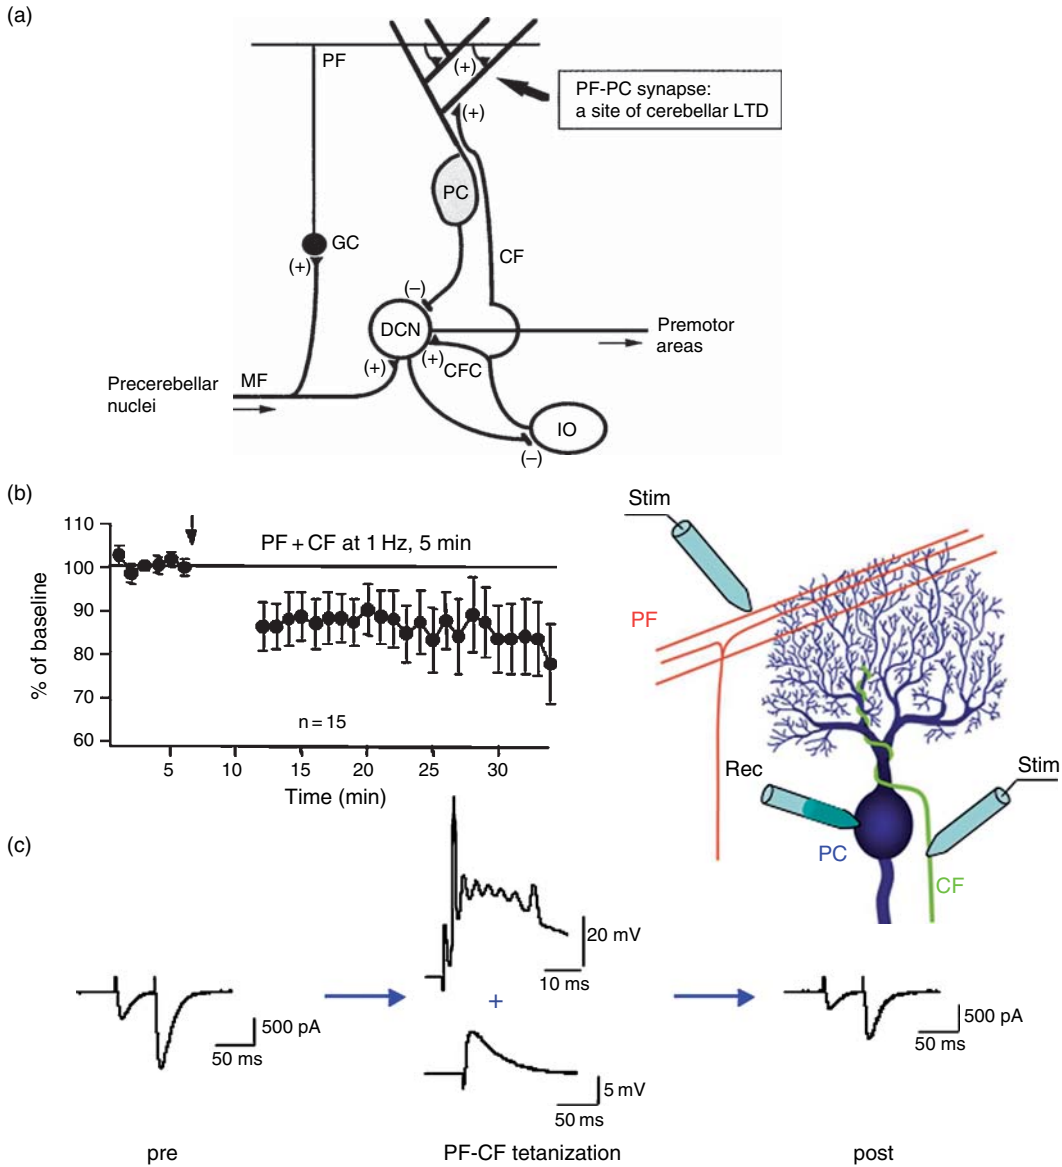 (a)
PF
(+)
PF-PC synapse:
a site of cerebellar LTD
(+)
PC
GC
(+)
CF
(–)
DCN
Premotor
areas
(+)
(+)
CFC
Precerebellar
nuclei
MF
IO
(–)
(b)
110
100
90
80
70
60
% of baseline
PF + CF at 1 Hz, 5 min
n = 15
5
10
15
20
25
30
Time (min)
Stim
PF
Rec
Stim
PC
CF
(c)
20 mV
10 ms
+
500 pA
50 ms
5 mV
50 ms
500 pA
50 ms
pre
PF-CF tetanization
post